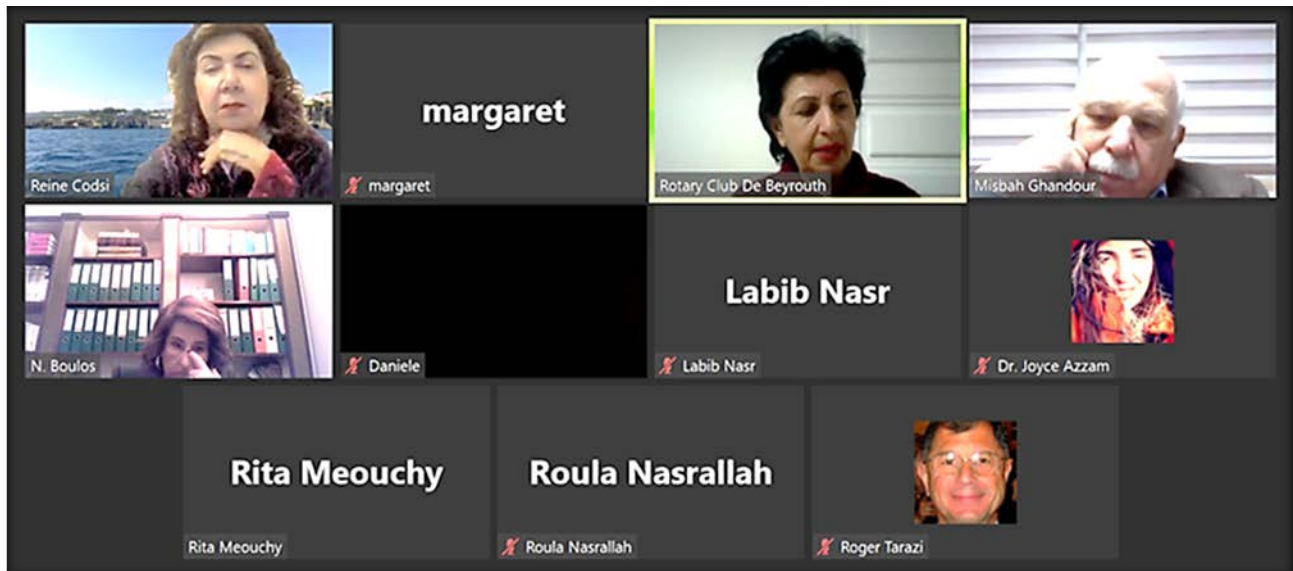 Reine Codsi
margaret
margaret
Rotary Club De Beyrouth
Misbah Ghandour
N. Boulos
Daniele
Labib Nasr
Labib Nasr
Dr. Joyce Azzam
Rita Meouchy
Rita Meouchy
Roula Nasrallah
Roula Nasrallah
Roger Tarazi